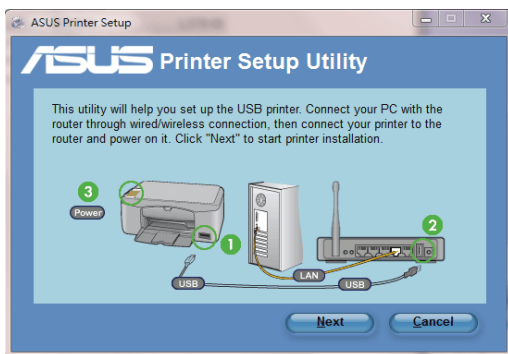 ASUS Printer Setup
ASUS Printer Setup Utility
This utility will help you set up the USB printer. Connect your PC with the
router through wired/wireless connection, then connect your printer to the
router and power on it. Click "Next" to start printer installation.
3
Power
1
2
LAN
USB
USB
Next
Cancel